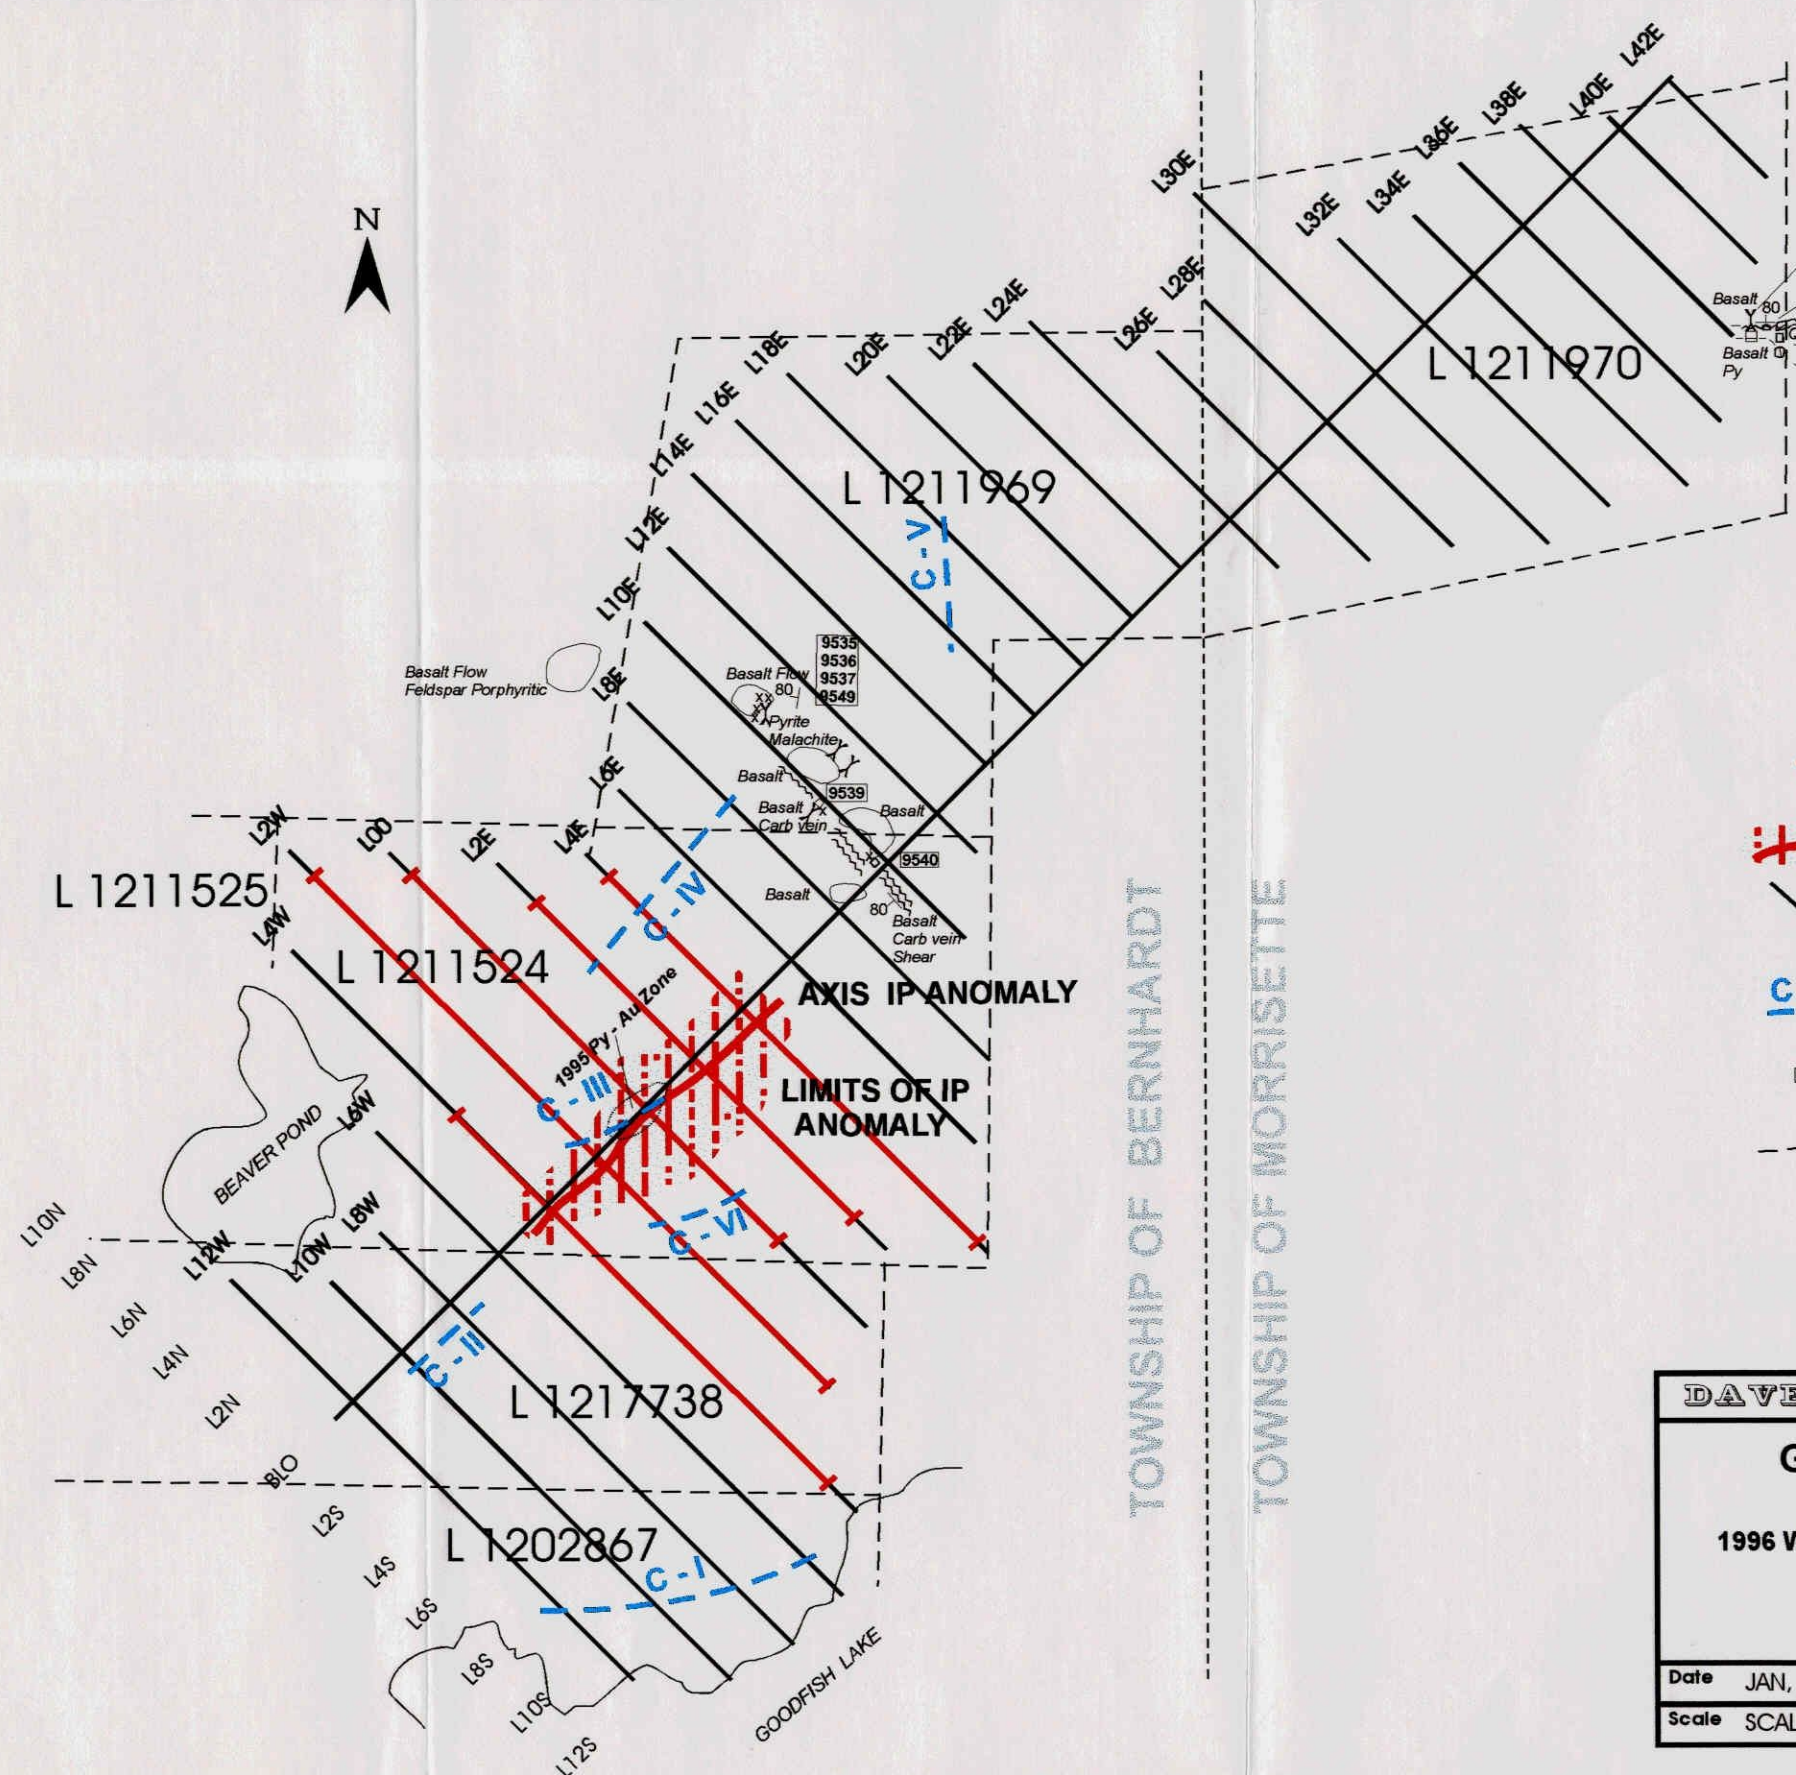 L42E
L40E
L38E
L36E
L34E
L32E
L30E
L28E
L26E
L24E
L22E
L20E
L18E
L16E
L14E
L12E
L10E
L8E
L6E
L4E
L2E
LOO
L2W
L4W
L6W
L8W
L10W
L12W
N
L 1211970
L 1211969
L 1211525
L 1211524
L 1217738
L 1202867
Basalt
80
Basalt
Py
C - V
Basalt Flow
Feldspar Porphyritic
Basalt Flow
80
9535
9536
9537
9549
Pyrite
Malachite
Basalt
9539
Basalt
Carb vein
Basalt
9540
Basalt
80
Basalt
Carb vein
Shear
C - IV
AXIS IP ANOMALY
1995 Py - Au Zone
C - III
LIMITS OF IP
ANOMALY
C - VI
C - II
C - I
BEAVER POND
GOODFISH LAKE
TOWNSHIP OF BERNHARDT
TOWNSHIP OF MORRISETTE
L10N
L8N
L6N
L4N
L2N
BLO
L2S
L4S
L6S
L8S
L10S
L12S
C
DAVE
G
1996
Date JAN,
Scale SCAL